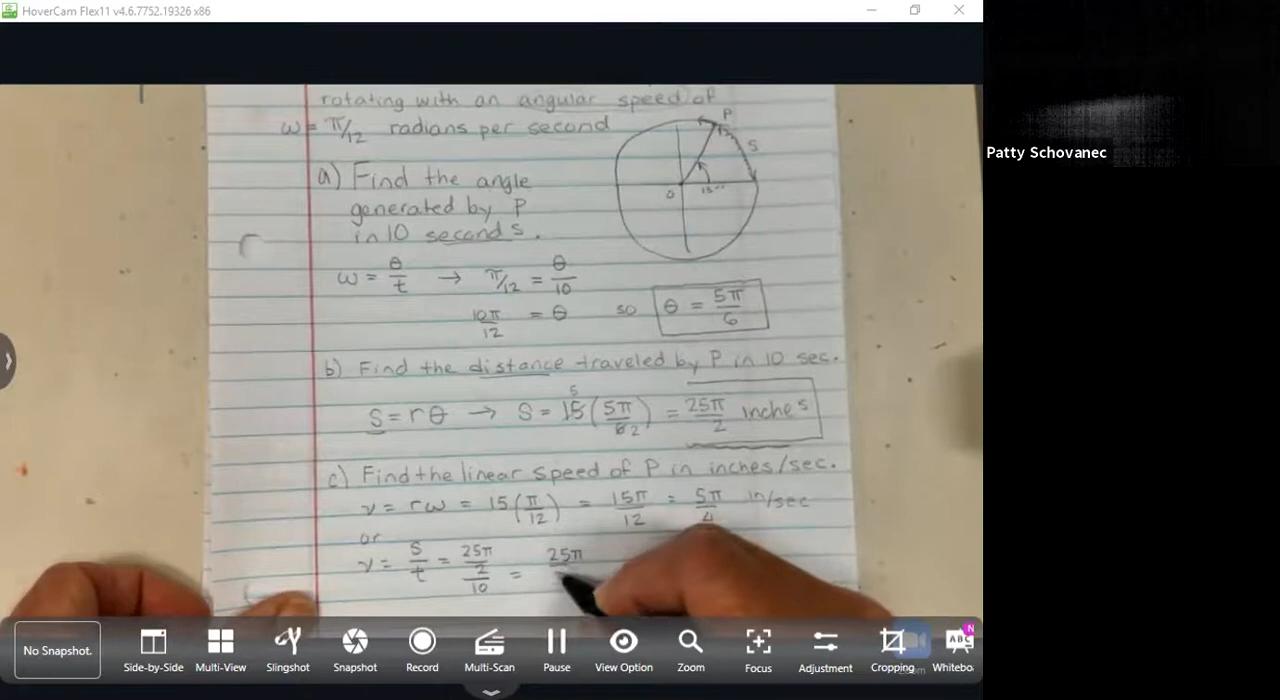 HoverCam Flex11 v4.6.7752.19326 x86
rotating with an angular speed of
ω = π/12 radians per second
P
S
O
15"
a) Find the angle
generated by P
in 10 seconds.
ω = θ/t → π/12 = θ/10
10π/12 = θ so θ = 5π/6
b) Find the distance traveled by P in 10 sec.
5
S = rθ → S = 15 (5π/6 2) = 25π/2 inches
c) Find the linear speed of P in inches/sec.
v = rω = 15 (π/12) = 15π/12 = 5π/4 in/sec
or
v = s/t = 25π/2/10 = 25π
Patty Schovanec
No Snapshot.
Side-by-Side
Multi-View
Slingshot
Snapshot
Record
Multi-Scan
Pause
View Option
Zoom
Focus
Adjustment
Cropping
Whiteboa
ABC
N